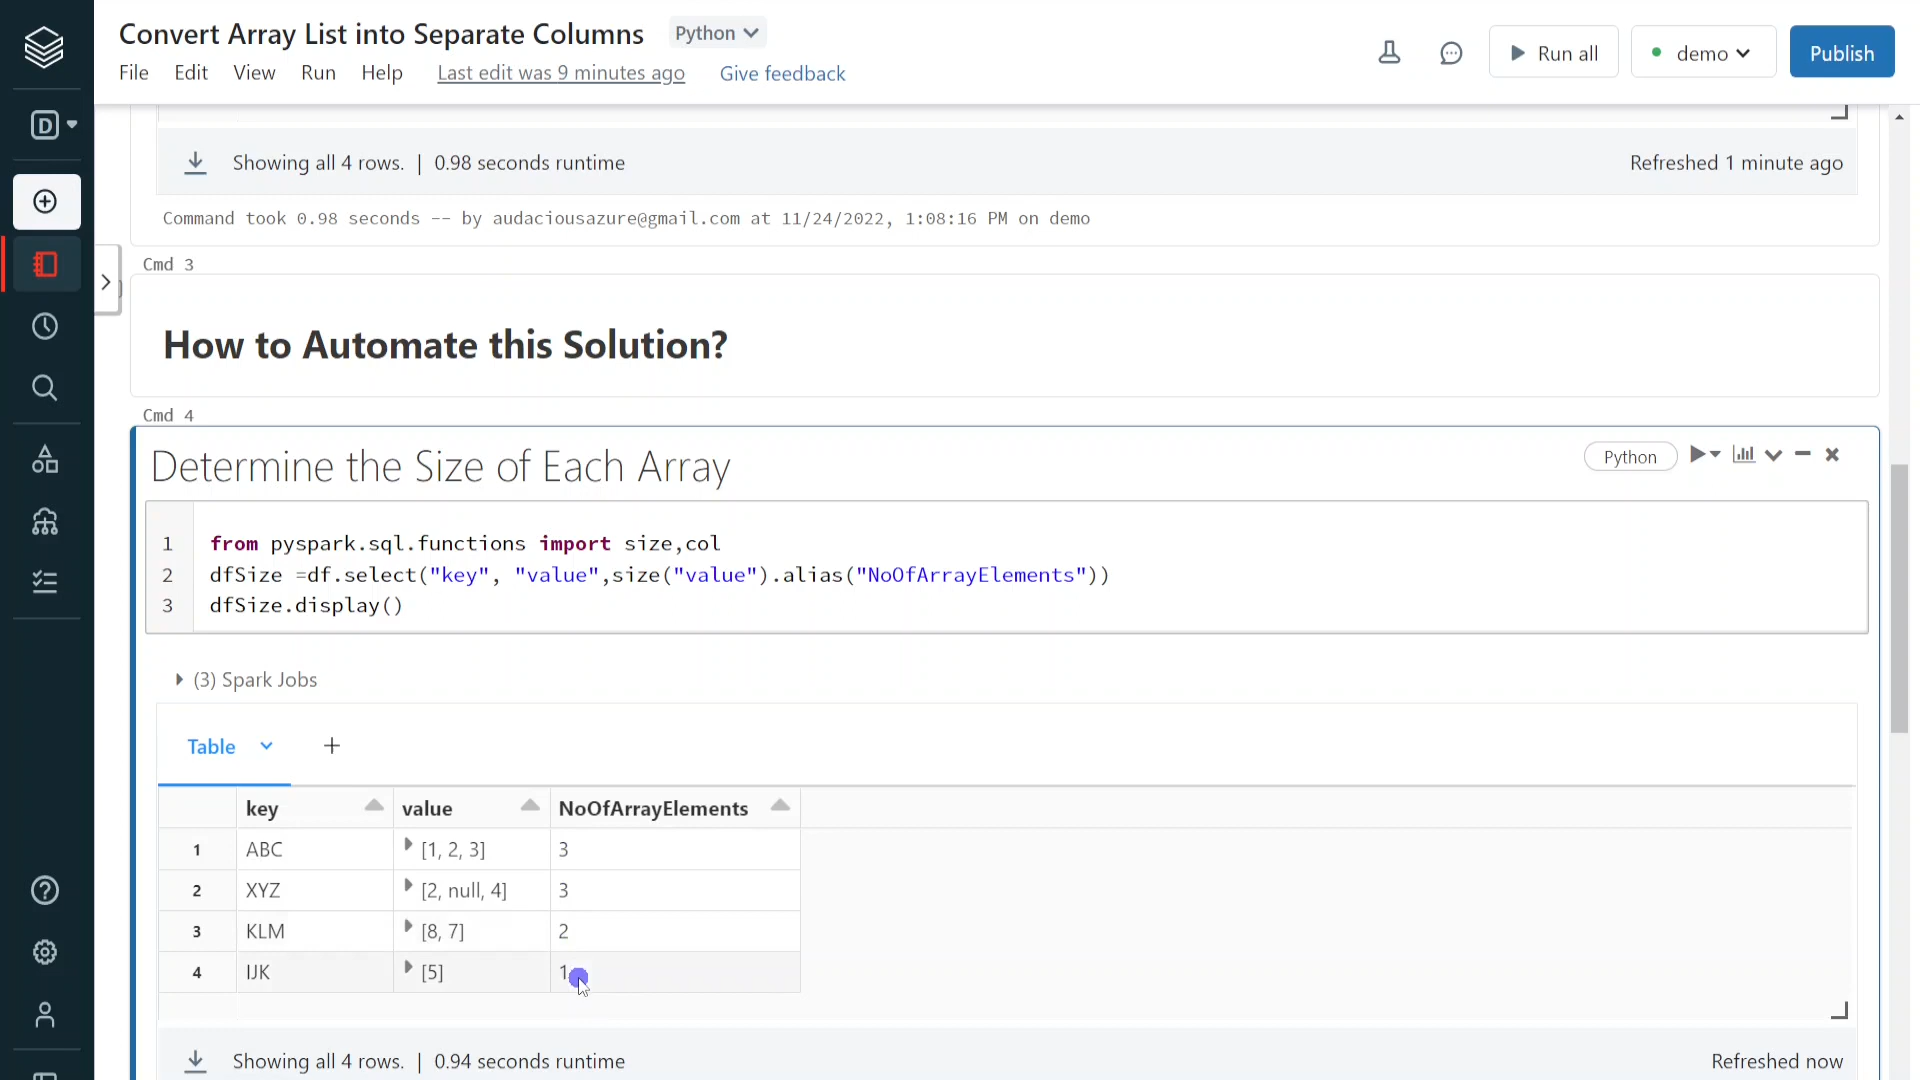 Convert Array List into Separate Columns Python
File Edit View Run Help Last edit was 9 minutes ago Give feedback
Run all demo Publish
D
Showing all 4 rows. | 0.98 seconds runtime Refreshed 1 minute ago
Command took 0.98 seconds -- by audaciousazure@gmail.com at 11/24/2022, 1:08:16 PM on demo
Cmd 3
How to Automate this Solution?
Cmd 4
Determine the Size of Each Array Python
1 from pyspark.sql.functions import size,col
2 dfSize =df.select("key", "value",size("value").alias("NoOfArrayElements"))
3 dfSize.display()
(3) Spark Jobs
Table +
key value NoOfArrayElements
1 ABC [1, 2, 3] 3
2 XYZ [2, null, 4] 3
3 KLM [8, 7] 2
4 IJK [5] 1
Showing all 4 rows. | 0.94 seconds runtime Refreshed now